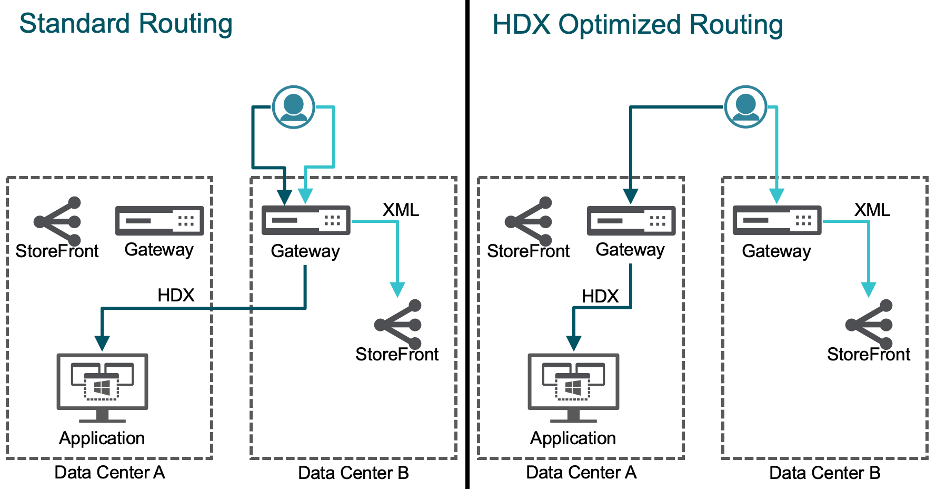 Standard Routing
StoreFront
Gateway
Gateway
XML
HDX
StoreFront
Application
Data Center A
Data Center B
HDX Optimized Routing
StoreFront
Gateway
Gateway
XML
HDX
StoreFront
Application
Data Center A
Data Center B